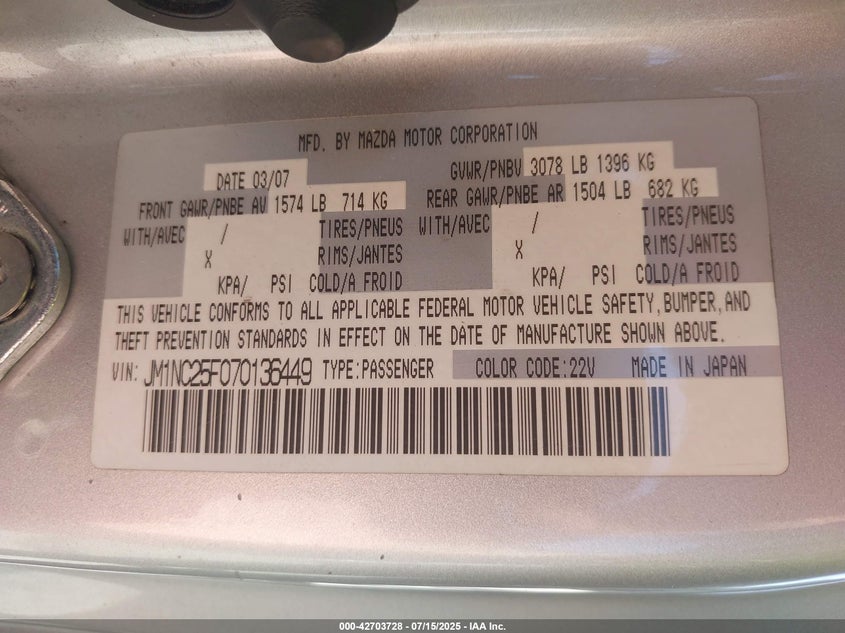 MFD. BY MAZDA MOTOR CORPORATION
DATE 03/07 GVWR/PNBV 3078 LB 1396 KG
FRONT GAWR/PNBE AV 1574 LB 714 KG REAR GAWR/PNBE AR 1504 LB 682 KG
WITH/AVEC / TIRES/PNEUS WITH/AVEC / TIRES/PNEUS
X RIMS/JANTES X RIMS/JANTES
KPA/ PSI COLD/A FROID KPA/ PSI COLD/A FROID
THIS VEHICLE CONFORMS TO ALL APPLICABLE FEDERAL MOTOR VEHICLE SAFETY,BUMPER,AND
THEFT PREVENTION STANDARDS IN EFFECT ON THE DATE OF MANUFACTURE SHOWN ABOVE.
VIN: JM1NC25F070136449 TYPE:PASSENGER COLOR CODE:22V MADE IN JAPAN
000-42703728 - 07/15/2025 - IAA Inc.